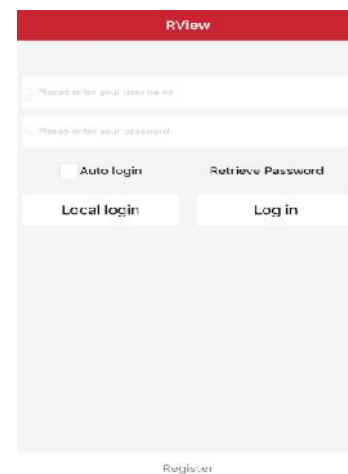 RView
Please enter your user name
Please enter your password
Auto login
Retrieve Password
Local login
Log in
Register